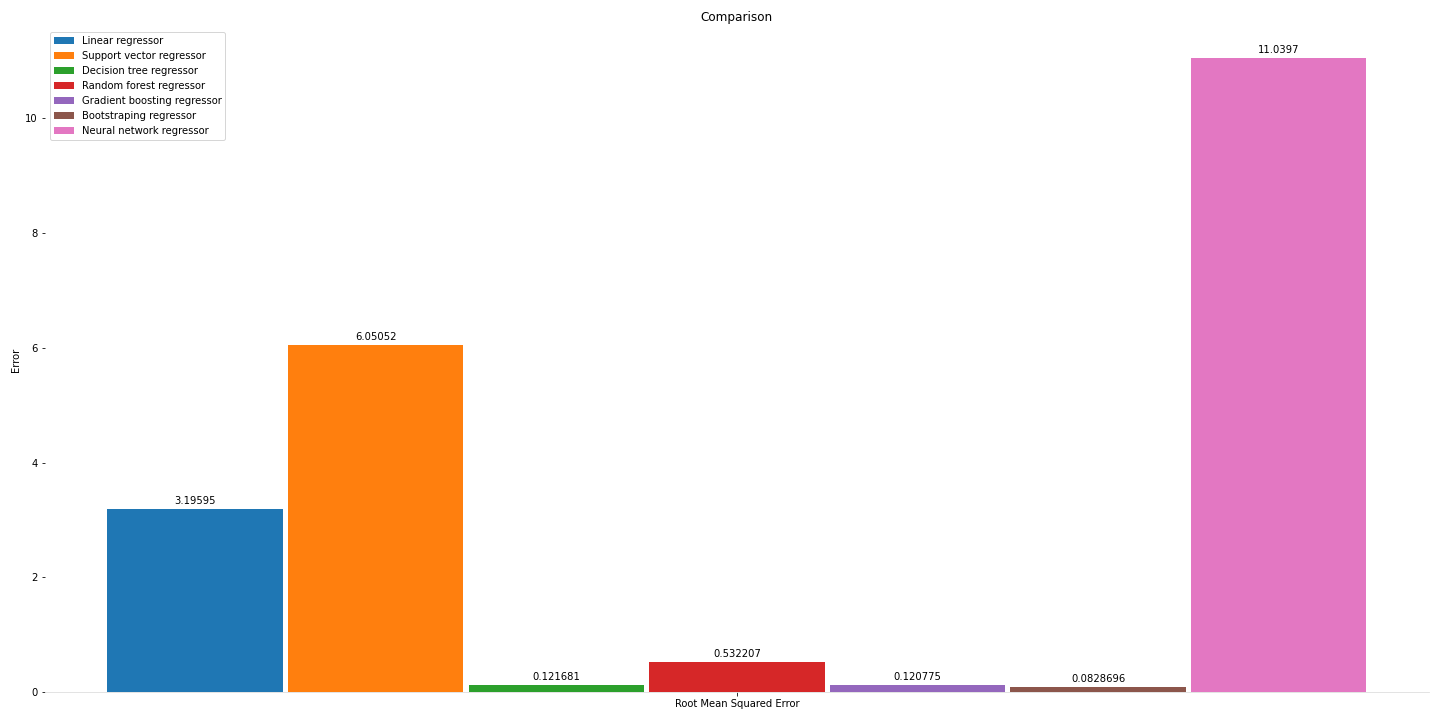 Comparison
Linear regressor
Support vector regressor
Decision tree regressor
Random forest regressor
Gradient boosting regressor
Bootstraping regressor
Neural network regressor
11.0397
10
8
6.05052
6
Error
4
3.19595
2
0.532207
0.121681
0.120775
0.0828696
0
Root Mean Squared Error